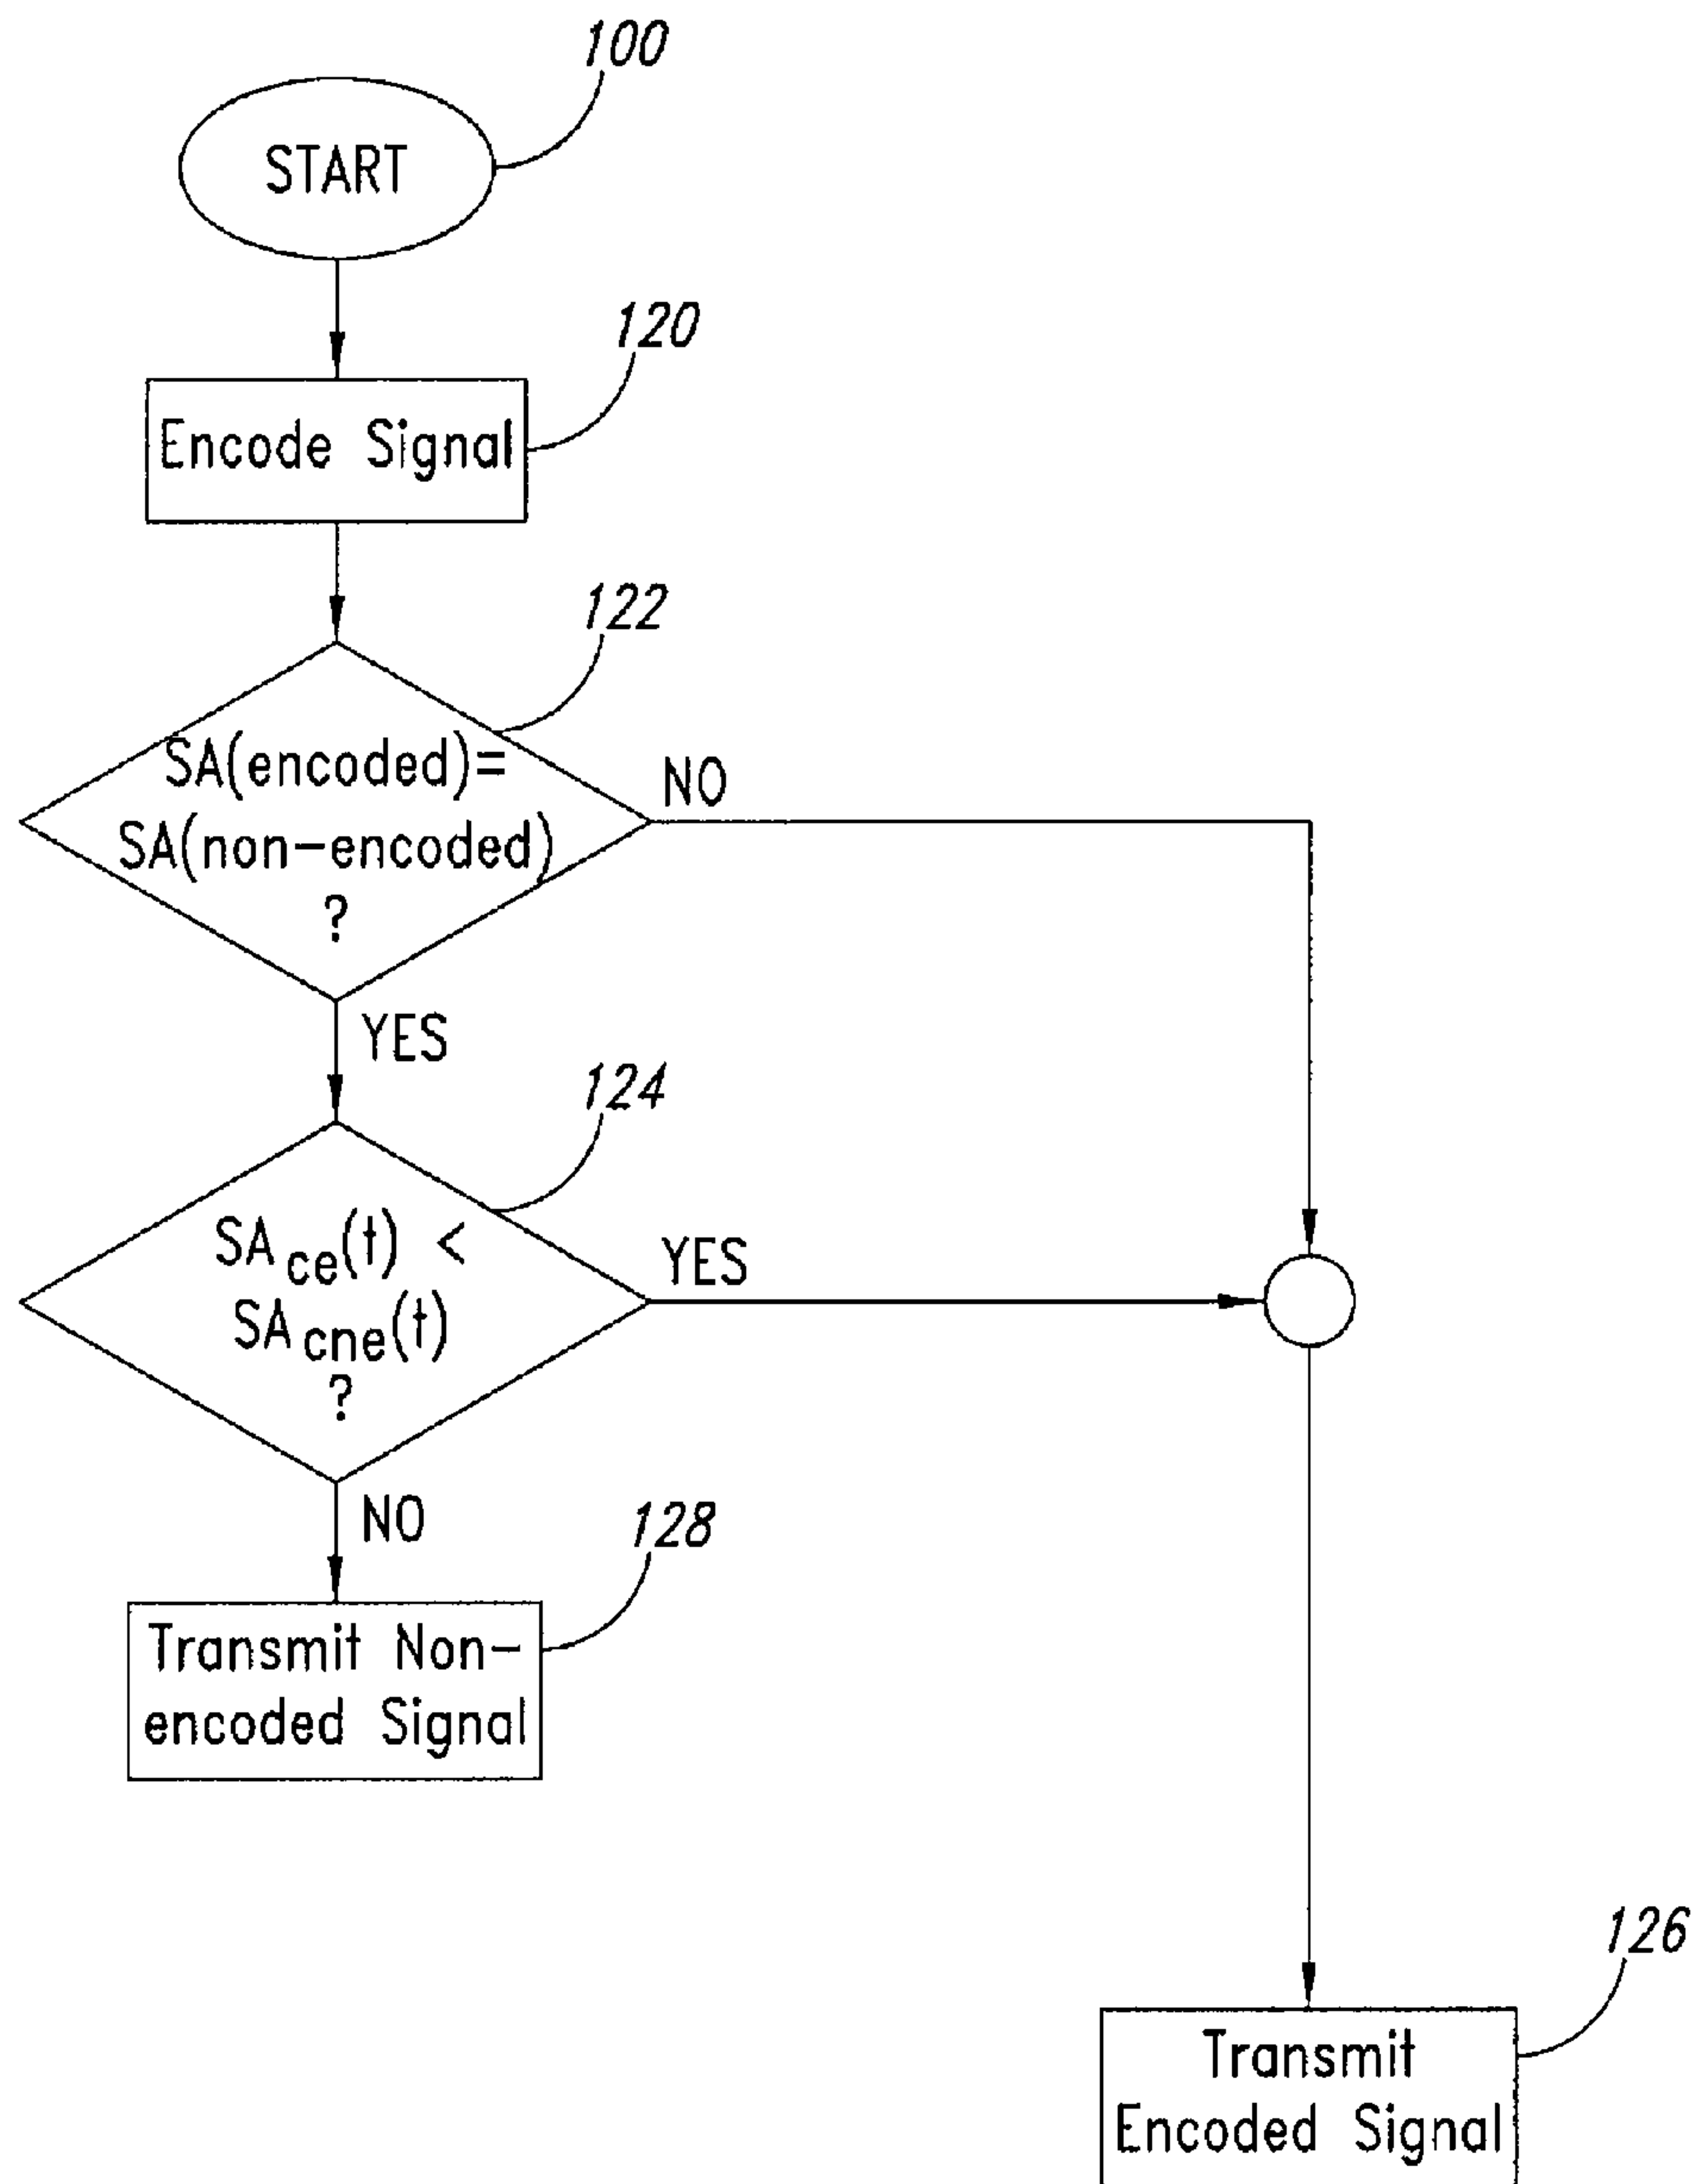 100
START
120
Encode Signal
122
SA(encoded)=
SA(non-encoded)
?
NO
YES
124
SAce(t) <
SAcne(t)
?
YES
NO
128
Transmit Non-
encoded Signal
126
Transmit
Encoded Signal